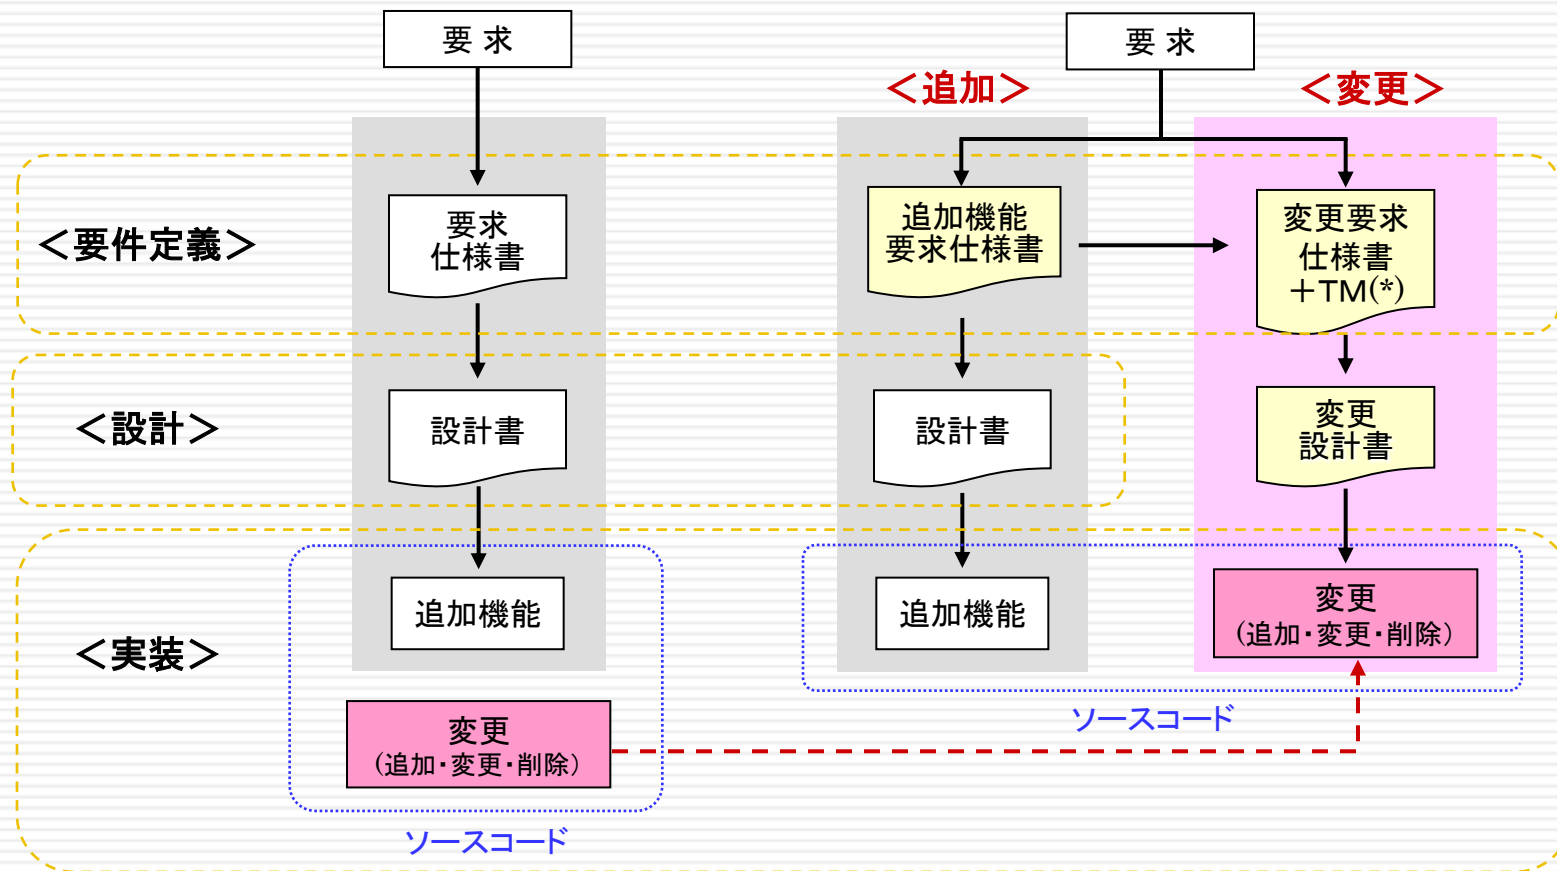 要 求
要 求
＜追加＞
＜変更＞
＜要件定義＞
要求
仕様書
追加機能
要求仕様書
変更要求
仕様書
＋TM(*)
＜設計＞
設計書
設計書
変更
設計書
＜実装＞
追加機能
追加機能
変更
(追加・変更・削除）
変更
(追加・変更・削除）
ソースコード
ソースコード